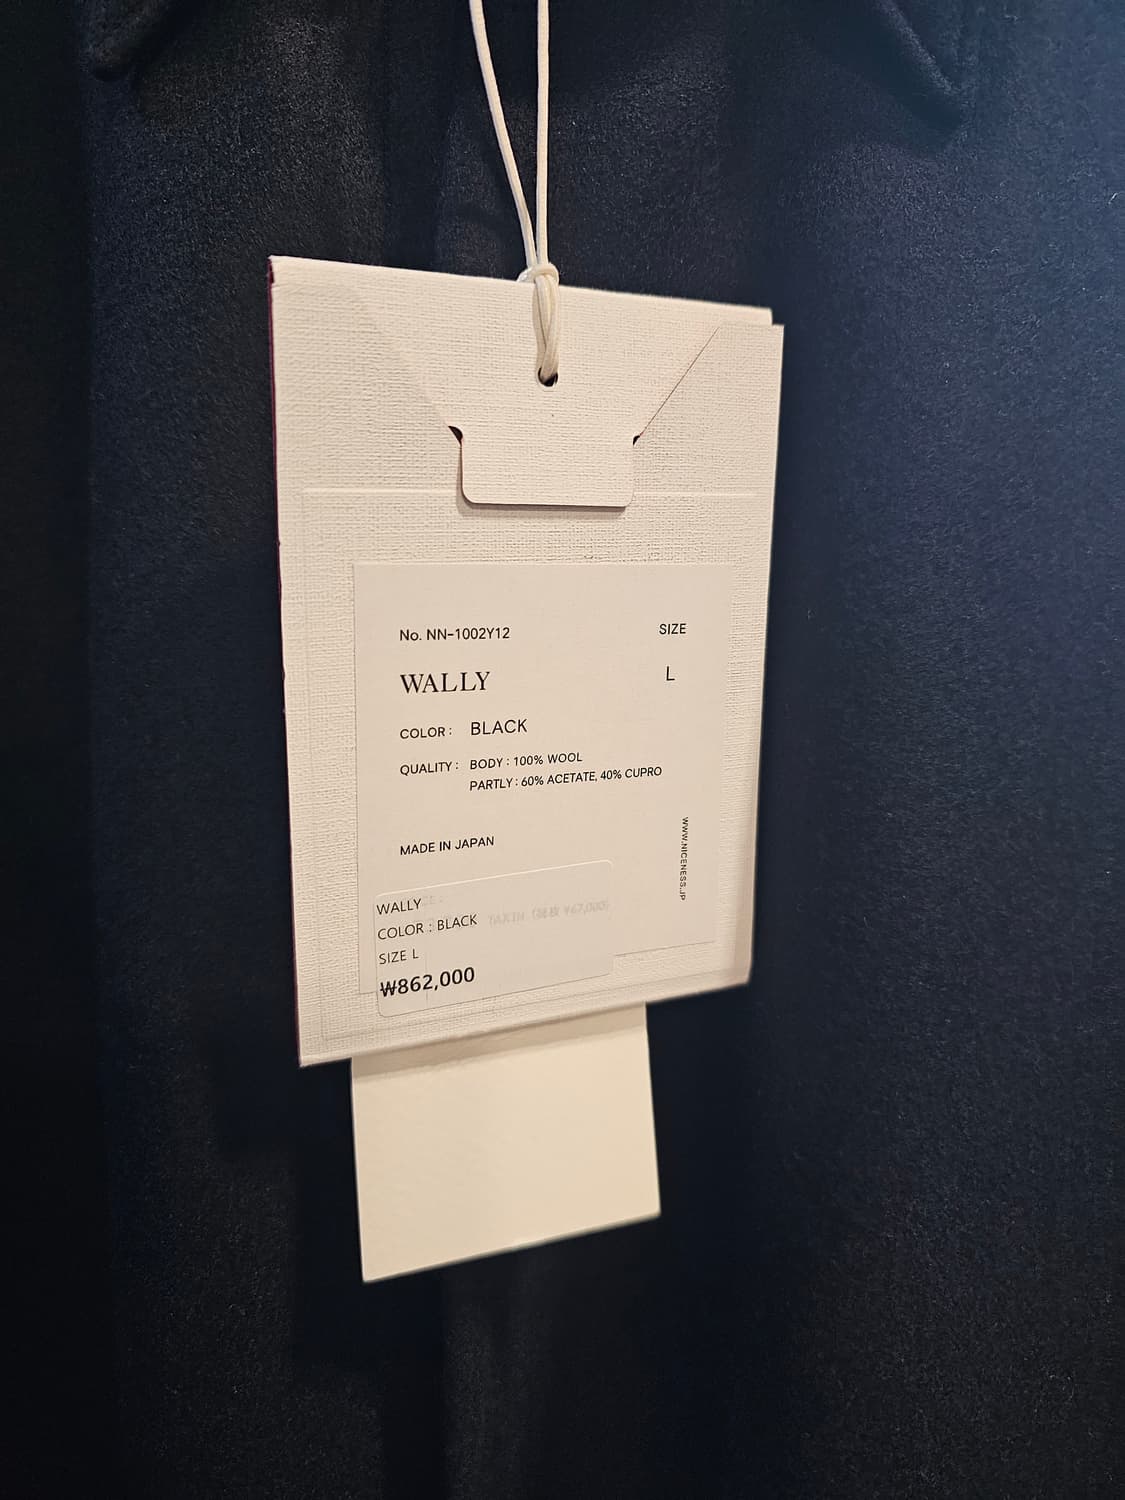 No. NN-1002Y12
SIZE
WALLY
L
COLOR : BLACK
QUALITY : BODY : 100% WOOL
PARTLY : 60% ACETATE, 40% CUPRO
MADE IN JAPAN
WWW.NICENESS.JP
WALLY
COLOR : BLACK
SIZE L
₩862,000